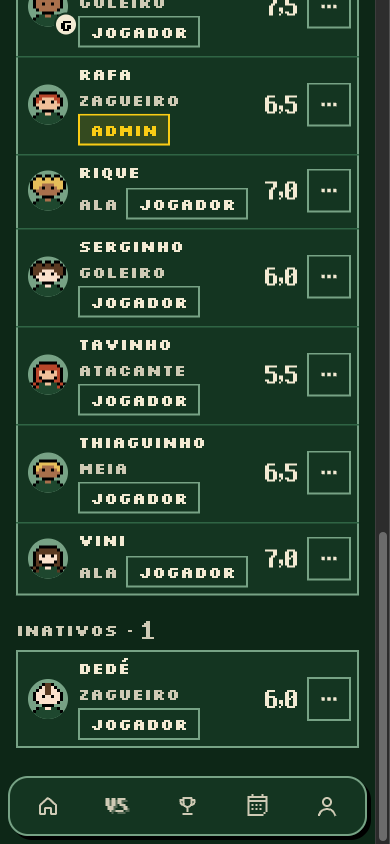 GOLEIRO
7,5
G
JOGADOR
RAFA
ZAGUEIRO
6,5
ADMIN
RIQUE
7,0
ALA JOGADOR
SERGINHO
GOLEIRO
6,0
JOGADOR
TAVINHO
ATACANTE
5,5
JOGADOR
THIAGUINHO
MEIA
6,5
JOGADOR
VINI
7,0
ALA JOGADOR
INATIVOS · 1
DEDÉ
ZAGUEIRO
6,0
JOGADOR
VS